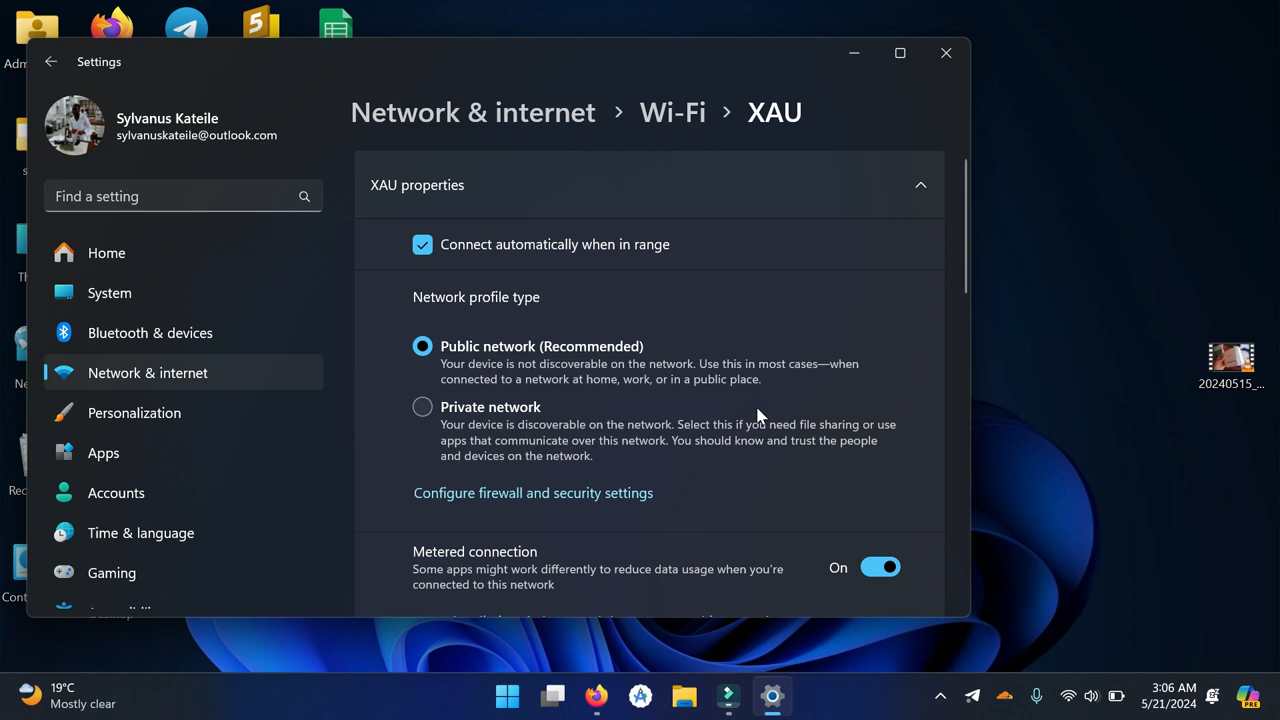 Adm
Settings
Sylvanus Kateile
sylvanuskateile@outlook.com
Find a setting
Home
System
Bluetooth & devices
Network & internet
Personalization
Apps
Accounts
Time & language
Gaming
Network & internet > Wi-Fi > XAU
XAU properties
Connect automatically when in range
Network profile type
Public network (Recommended)
Your device is not discoverable on the network. Use this in most cases—when
connected to a network at home, work, or in a public place.
Private network
Your device is discoverable on the network. Select this if you need file sharing or use
apps that communicate over this network. You should know and trust the people
and devices on the network.
Configure firewall and security settings
Metered connection
Some apps might work differently to reduce data usage when you're
connected to this network
On
20240515_...
19°C
Mostly clear
3:06 AM
5/21/2024
PRE